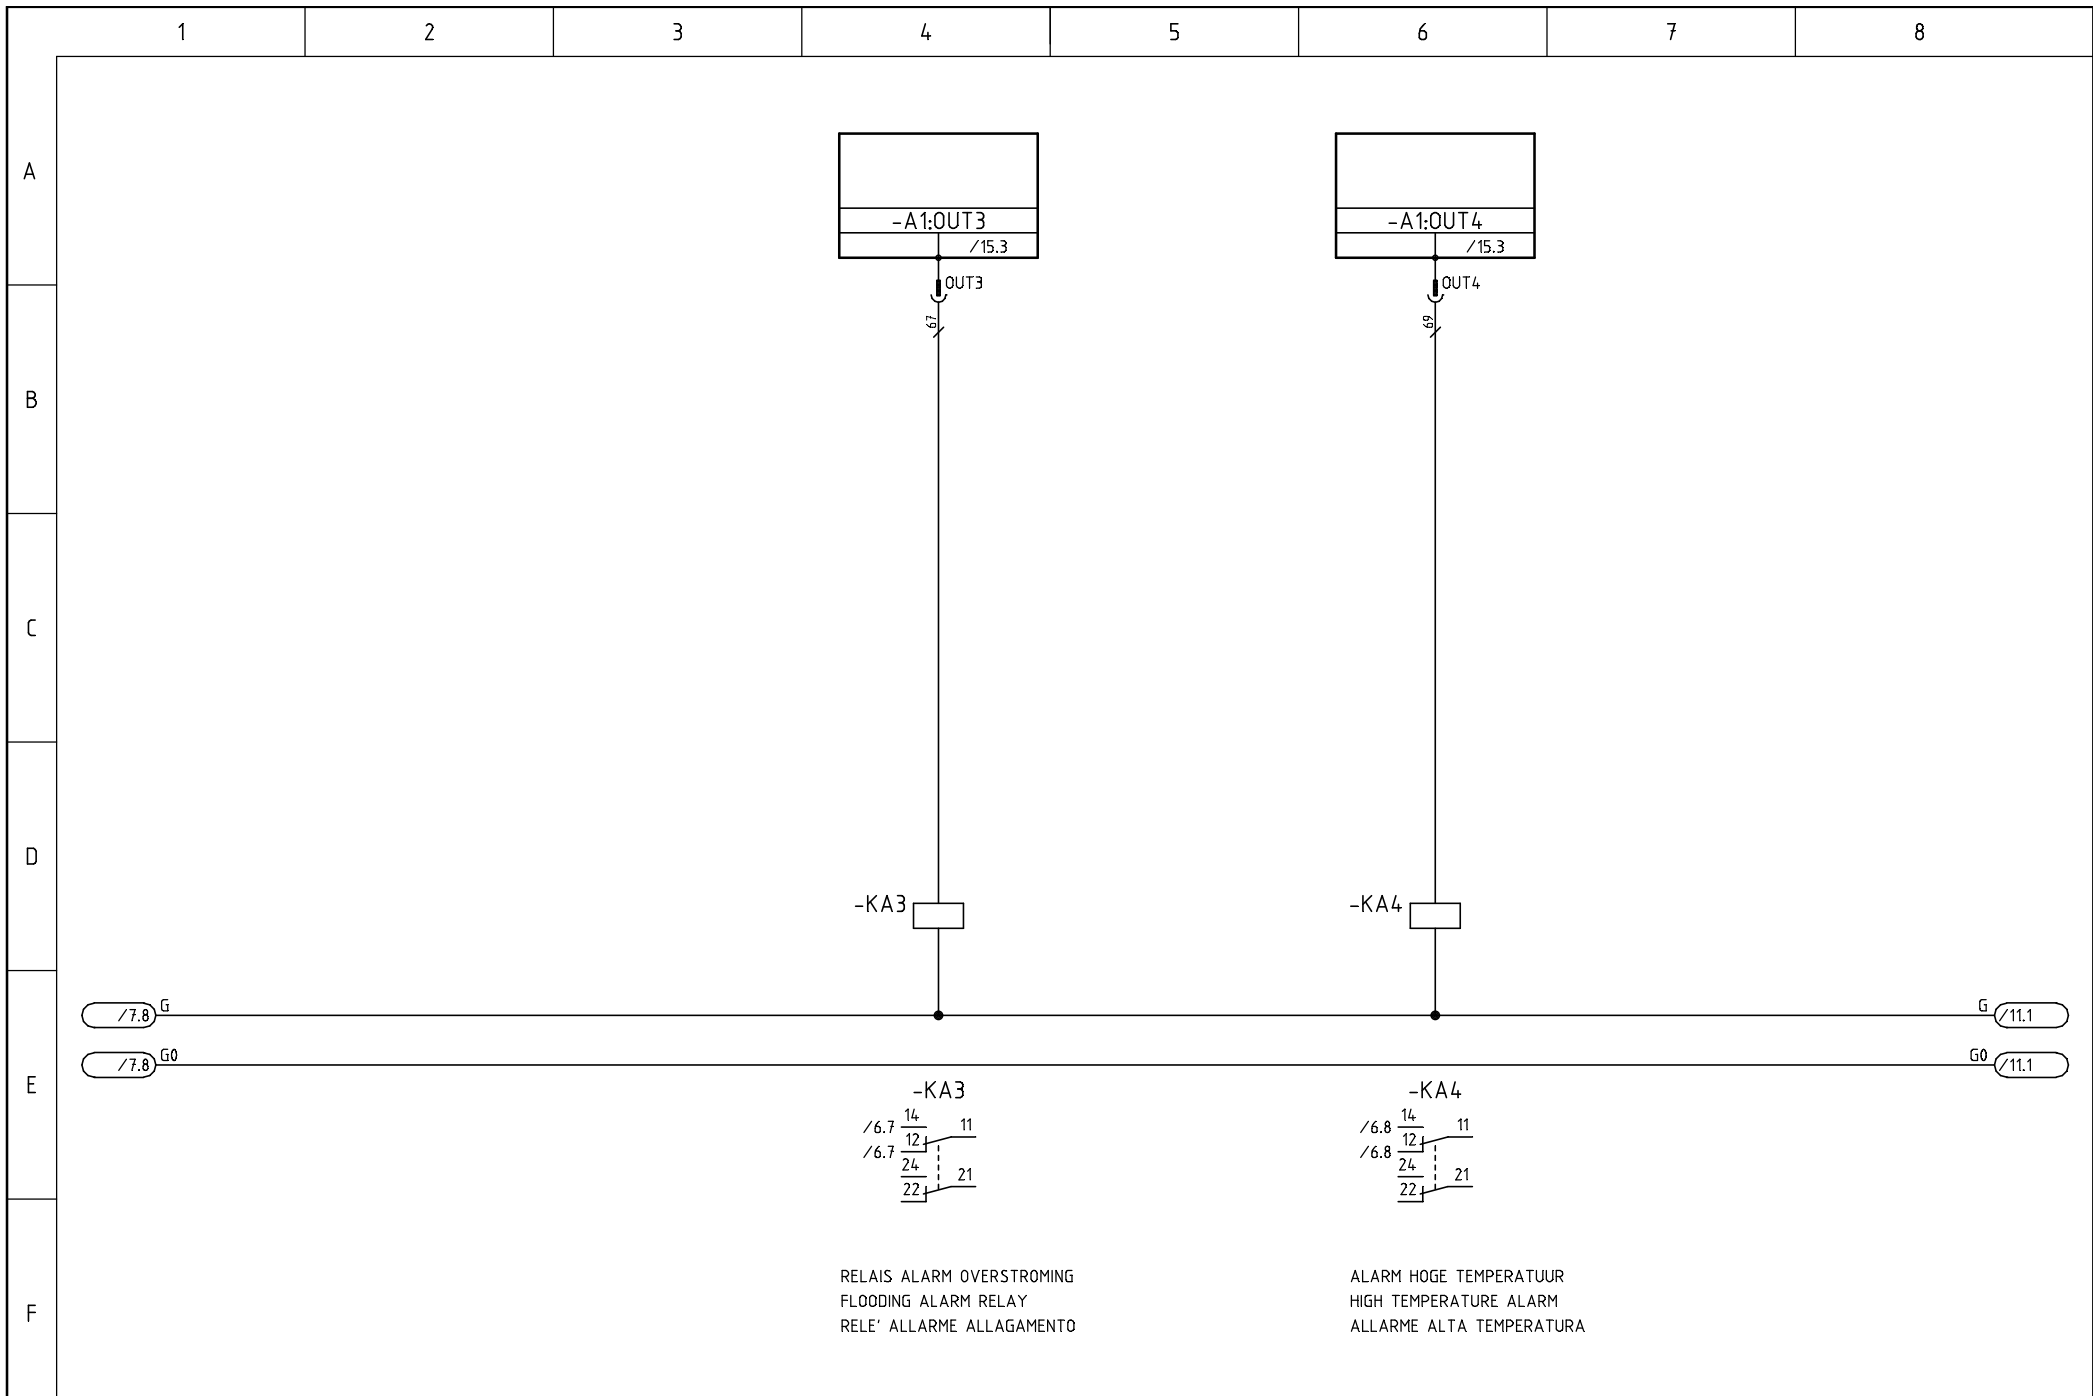 1 2 3 4 5 6 7 8
A
-A1:OUT3 -A1:OUT4
/15.3 /15.3
OUT3 OUT4
67 69
B
C
D
-KA3 -KA4
G G
/7.8 /11.1
G0 G0
/7.8 /11.1
E
-KA3 -KA4
14 14
/6.7 11 /6.8 11
12 12
/6.7 /6.8
24 24
21 21
22 22
RELAIS ALARM OVERSTROMING ALARM HOGE TEMPERATUUR
FLOODING ALARM RELAY HIGH TEMPERATURE ALARM
F
RELE' ALLARME ALLAGAMENTO ALLARME ALTA TEMPERATURA